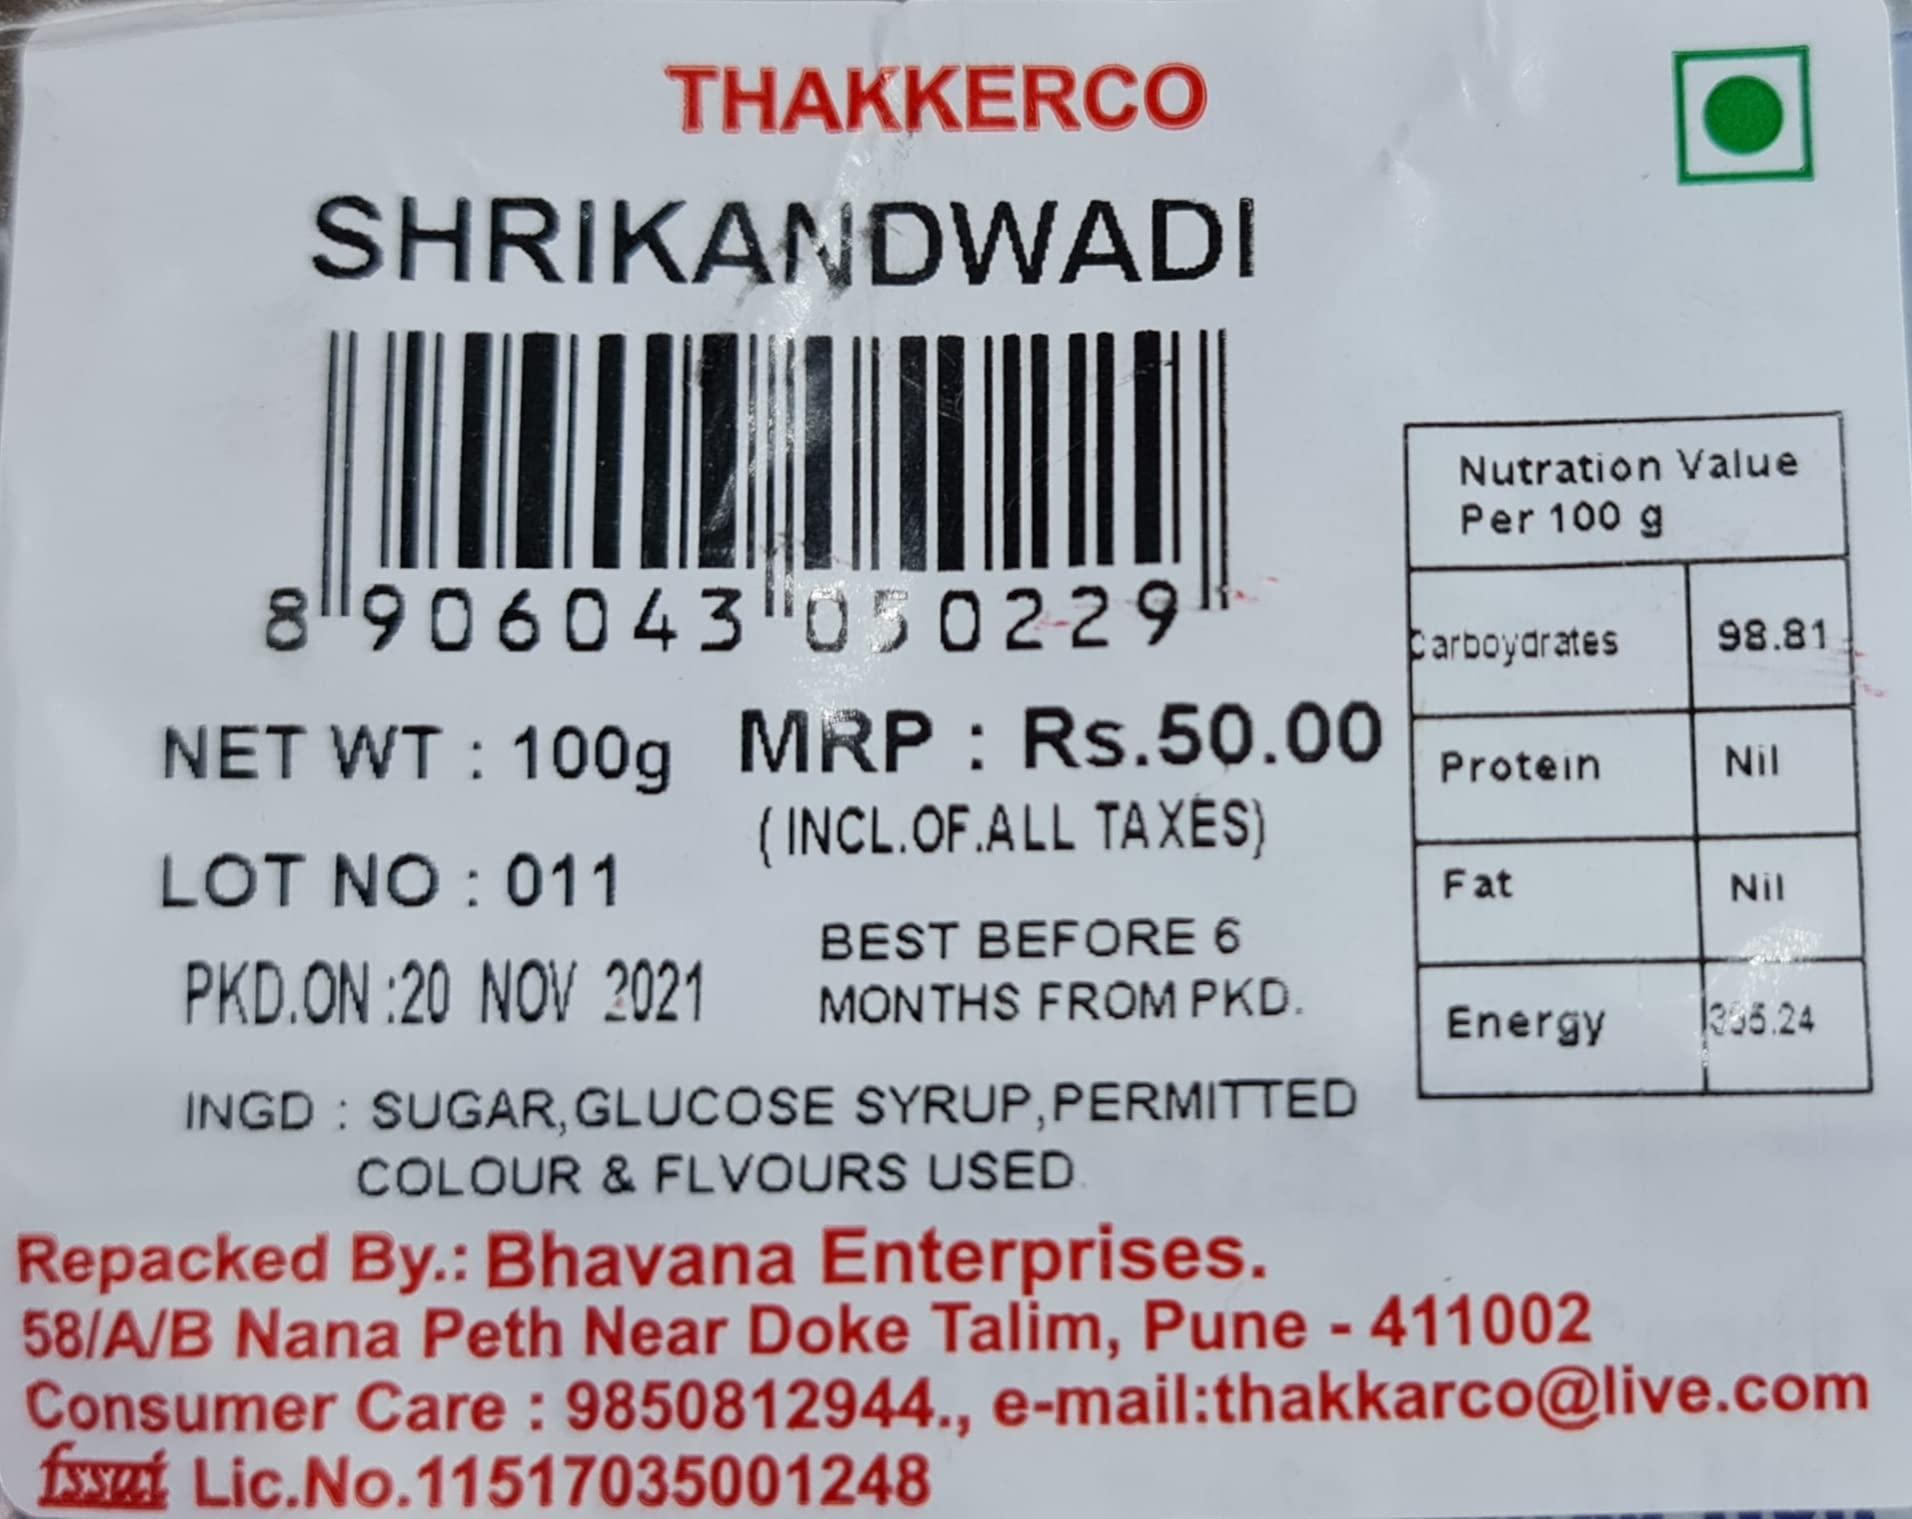 THAKKERCO
SHRIKANDWADI
8 906043 050229
NET WT : 100g
MRP : Rs.50.00
(INCL.OF.ALL TAXES)
LOT NO : 011
PKD.ON :20 NOV 2021
BEST BEFORE 6
MONTHS FROM PKD.
INGD : SUGAR,GLUCOSE SYRUP,PERMITTED
COLOUR & FLVOURS USED.
Nutration Value
Per 100 g
Carboydrates 98.81
Protein Nil
Fat Nil
Energy
Repacked By.: Bhavana Enterprises.
58/A/B Nana Peth Near Doke Talim, Pune - 411002
Consumer Care : 9850812944., e-mail:thakkarco@live.com
fssai Lic.No.11517035001248